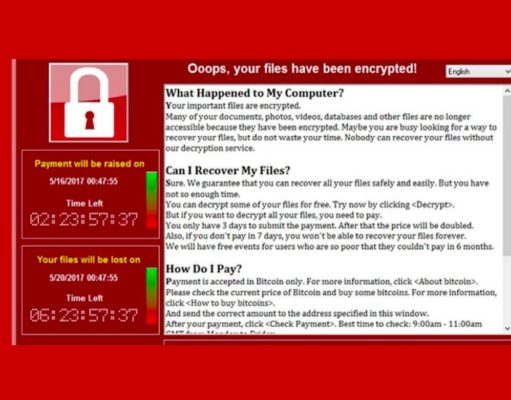 Ooops, your files have been encrypted!
English
What Happened to My Computer?
Your important files are encrypted.
Many of your documents, photos, videos, databases and other files are no longer
accessible because they have been encrypted. Maybe you are busy looking for a way to
recover your files, but do not waste your time. Nobody can recover your files without
our decryption service.
Can I Recover My Files?
Sure. We guarantee that you can recover all your files safely and easily. But you have
not so enough time.
You can decrypt some of your files for free. Try now by clicking <Decrypt>.
But if you want to decrypt all your files, you need to pay.
You only have 3 days to submit the payment. After that the price will be doubled.
Also, if you don't pay in 7 days, you won't be able to recover your files forever.
We will have free events for users who are so poor that they couldn't pay in 6 months.
How Do I Pay?
Payment is accepted in Bitcoin only. For more information, click <About bitcoin>.
Please check the current price of Bitcoin and buy some bitcoins. For more information,
click <How to buy bitcoins>.
And send the correct amount to the address specified in this window.
After your payment, click <Check Payment>. Best time to check: 9:00am - 11:00am
GMT from Monday to Friday
Payment will be raised on
5/16/2017 00:47:55
Time Left
02:23:57:37
Your files will be lost on
5/20/2017 00:47:55
Time Left
06:23:57:37